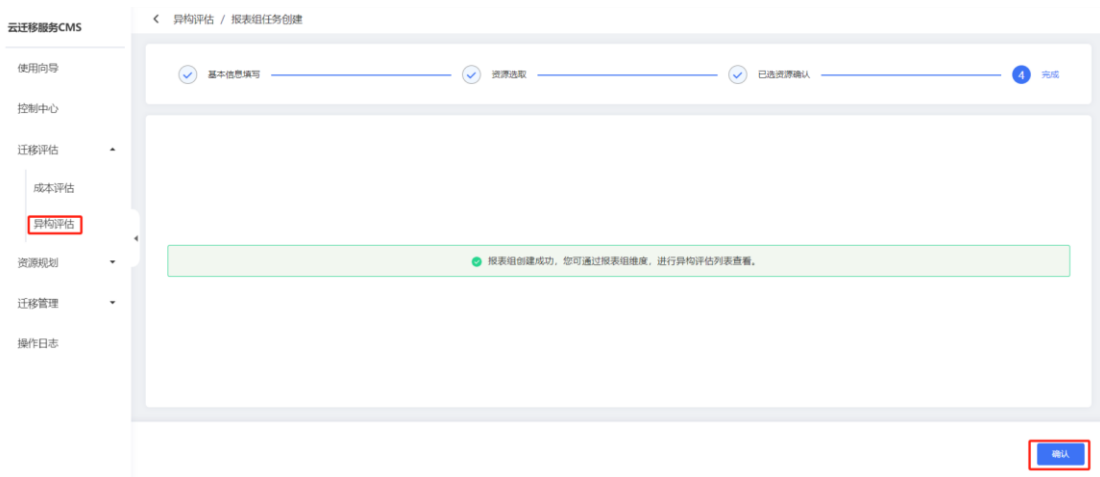 云迁移服务CMS
异构评估 / 报表组任务创建
使用向导
控制中心
迁移评估
成本评估
异构评估
资源规划
迁移管理
操作日志
基本信息填写
资源选取
已选资源确认
4 完成
报表组创建成功，您可通过报表组维度，进行异构评估列表查看。
确认